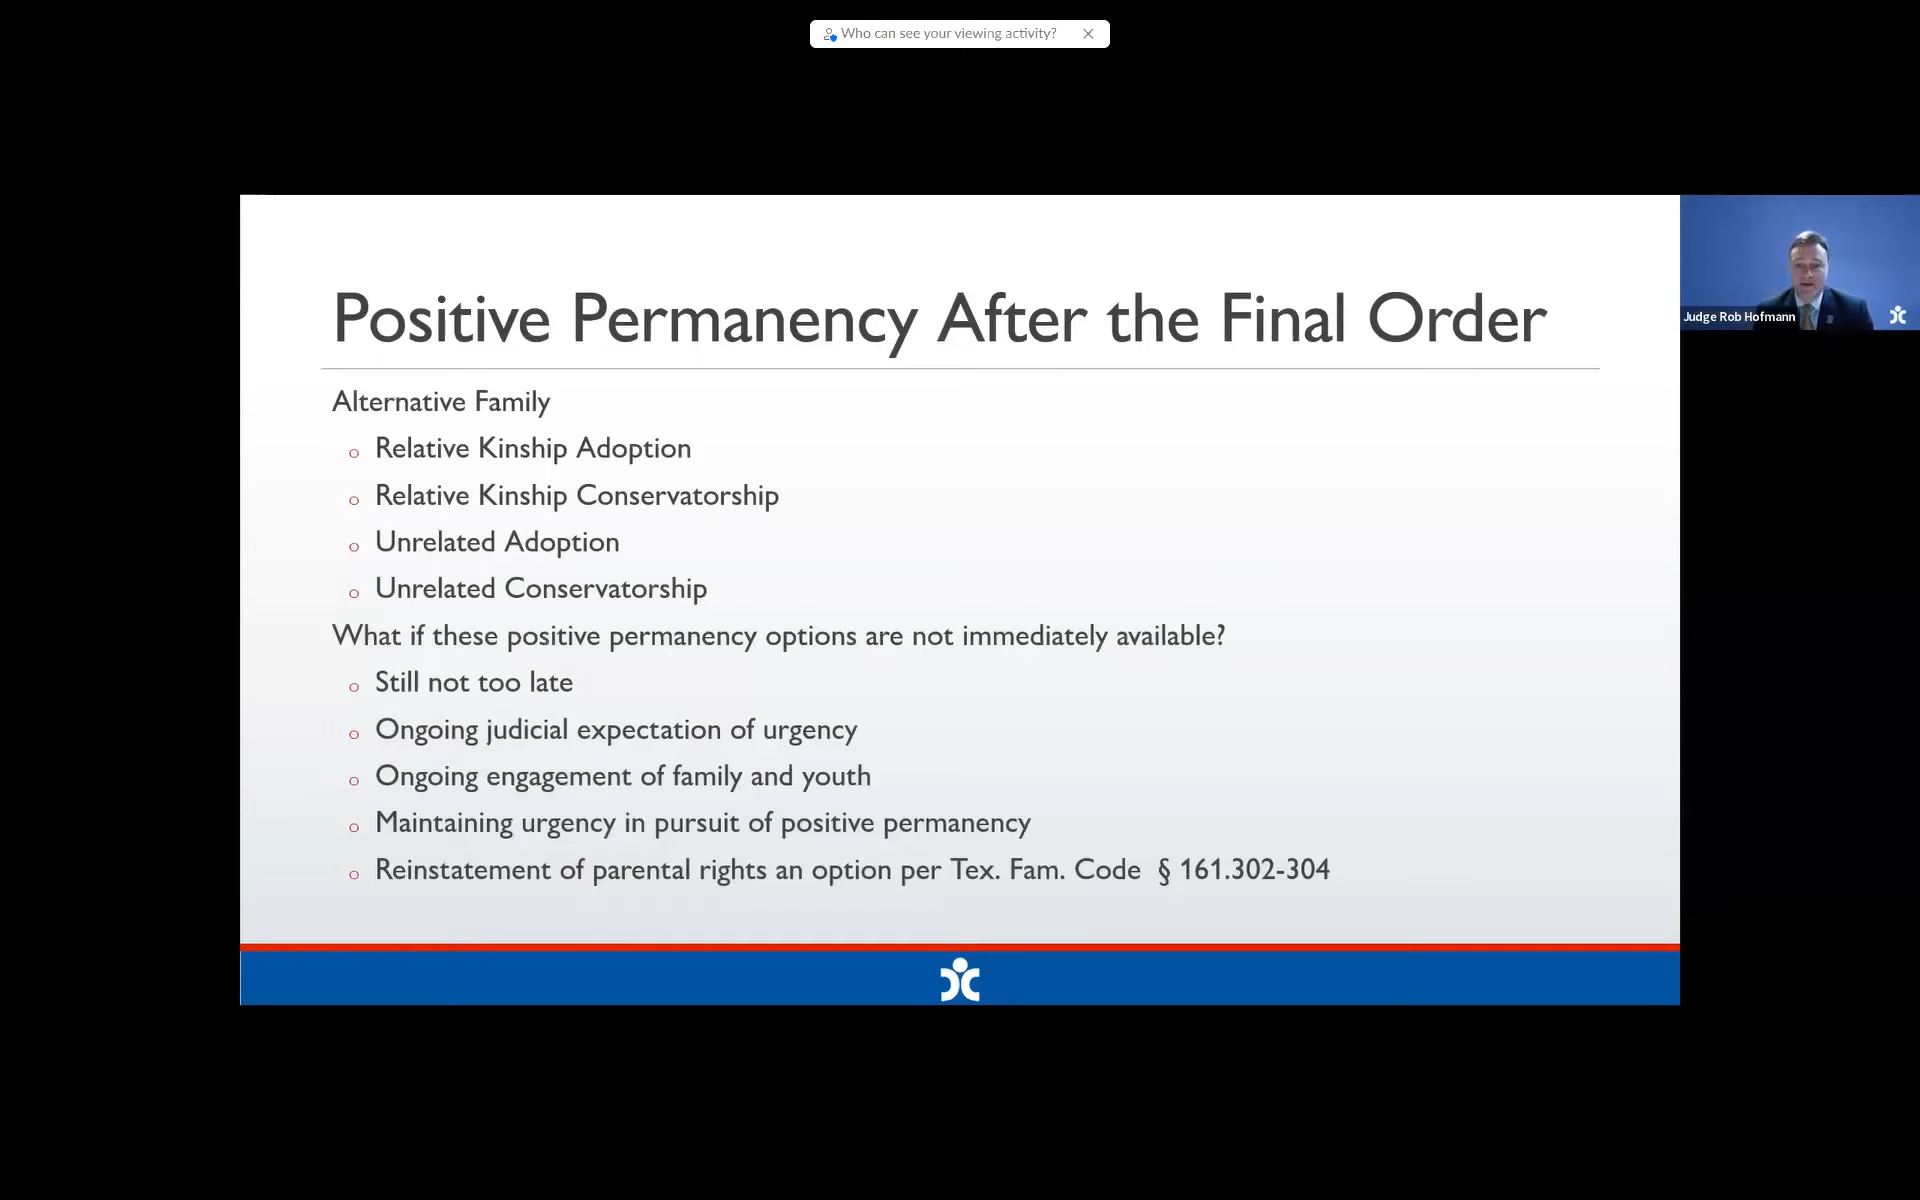 Who can see your viewing activity?
Positive Permanency After the Final Order
Judge Rob Hofmann
Alternative Family
Relative Kinship Adoption
Relative Kinship Conservatorship
Unrelated Adoption
Unrelated Conservatorship
What if these positive permanency options are not immediately available?
Still not too late
Ongoing judicial expectation of urgency
Ongoing engagement of family and youth
Maintaining urgency in pursuit of positive permanency
Reinstatement of parental rights an option per Tex. Fam. Code § 161.302-304